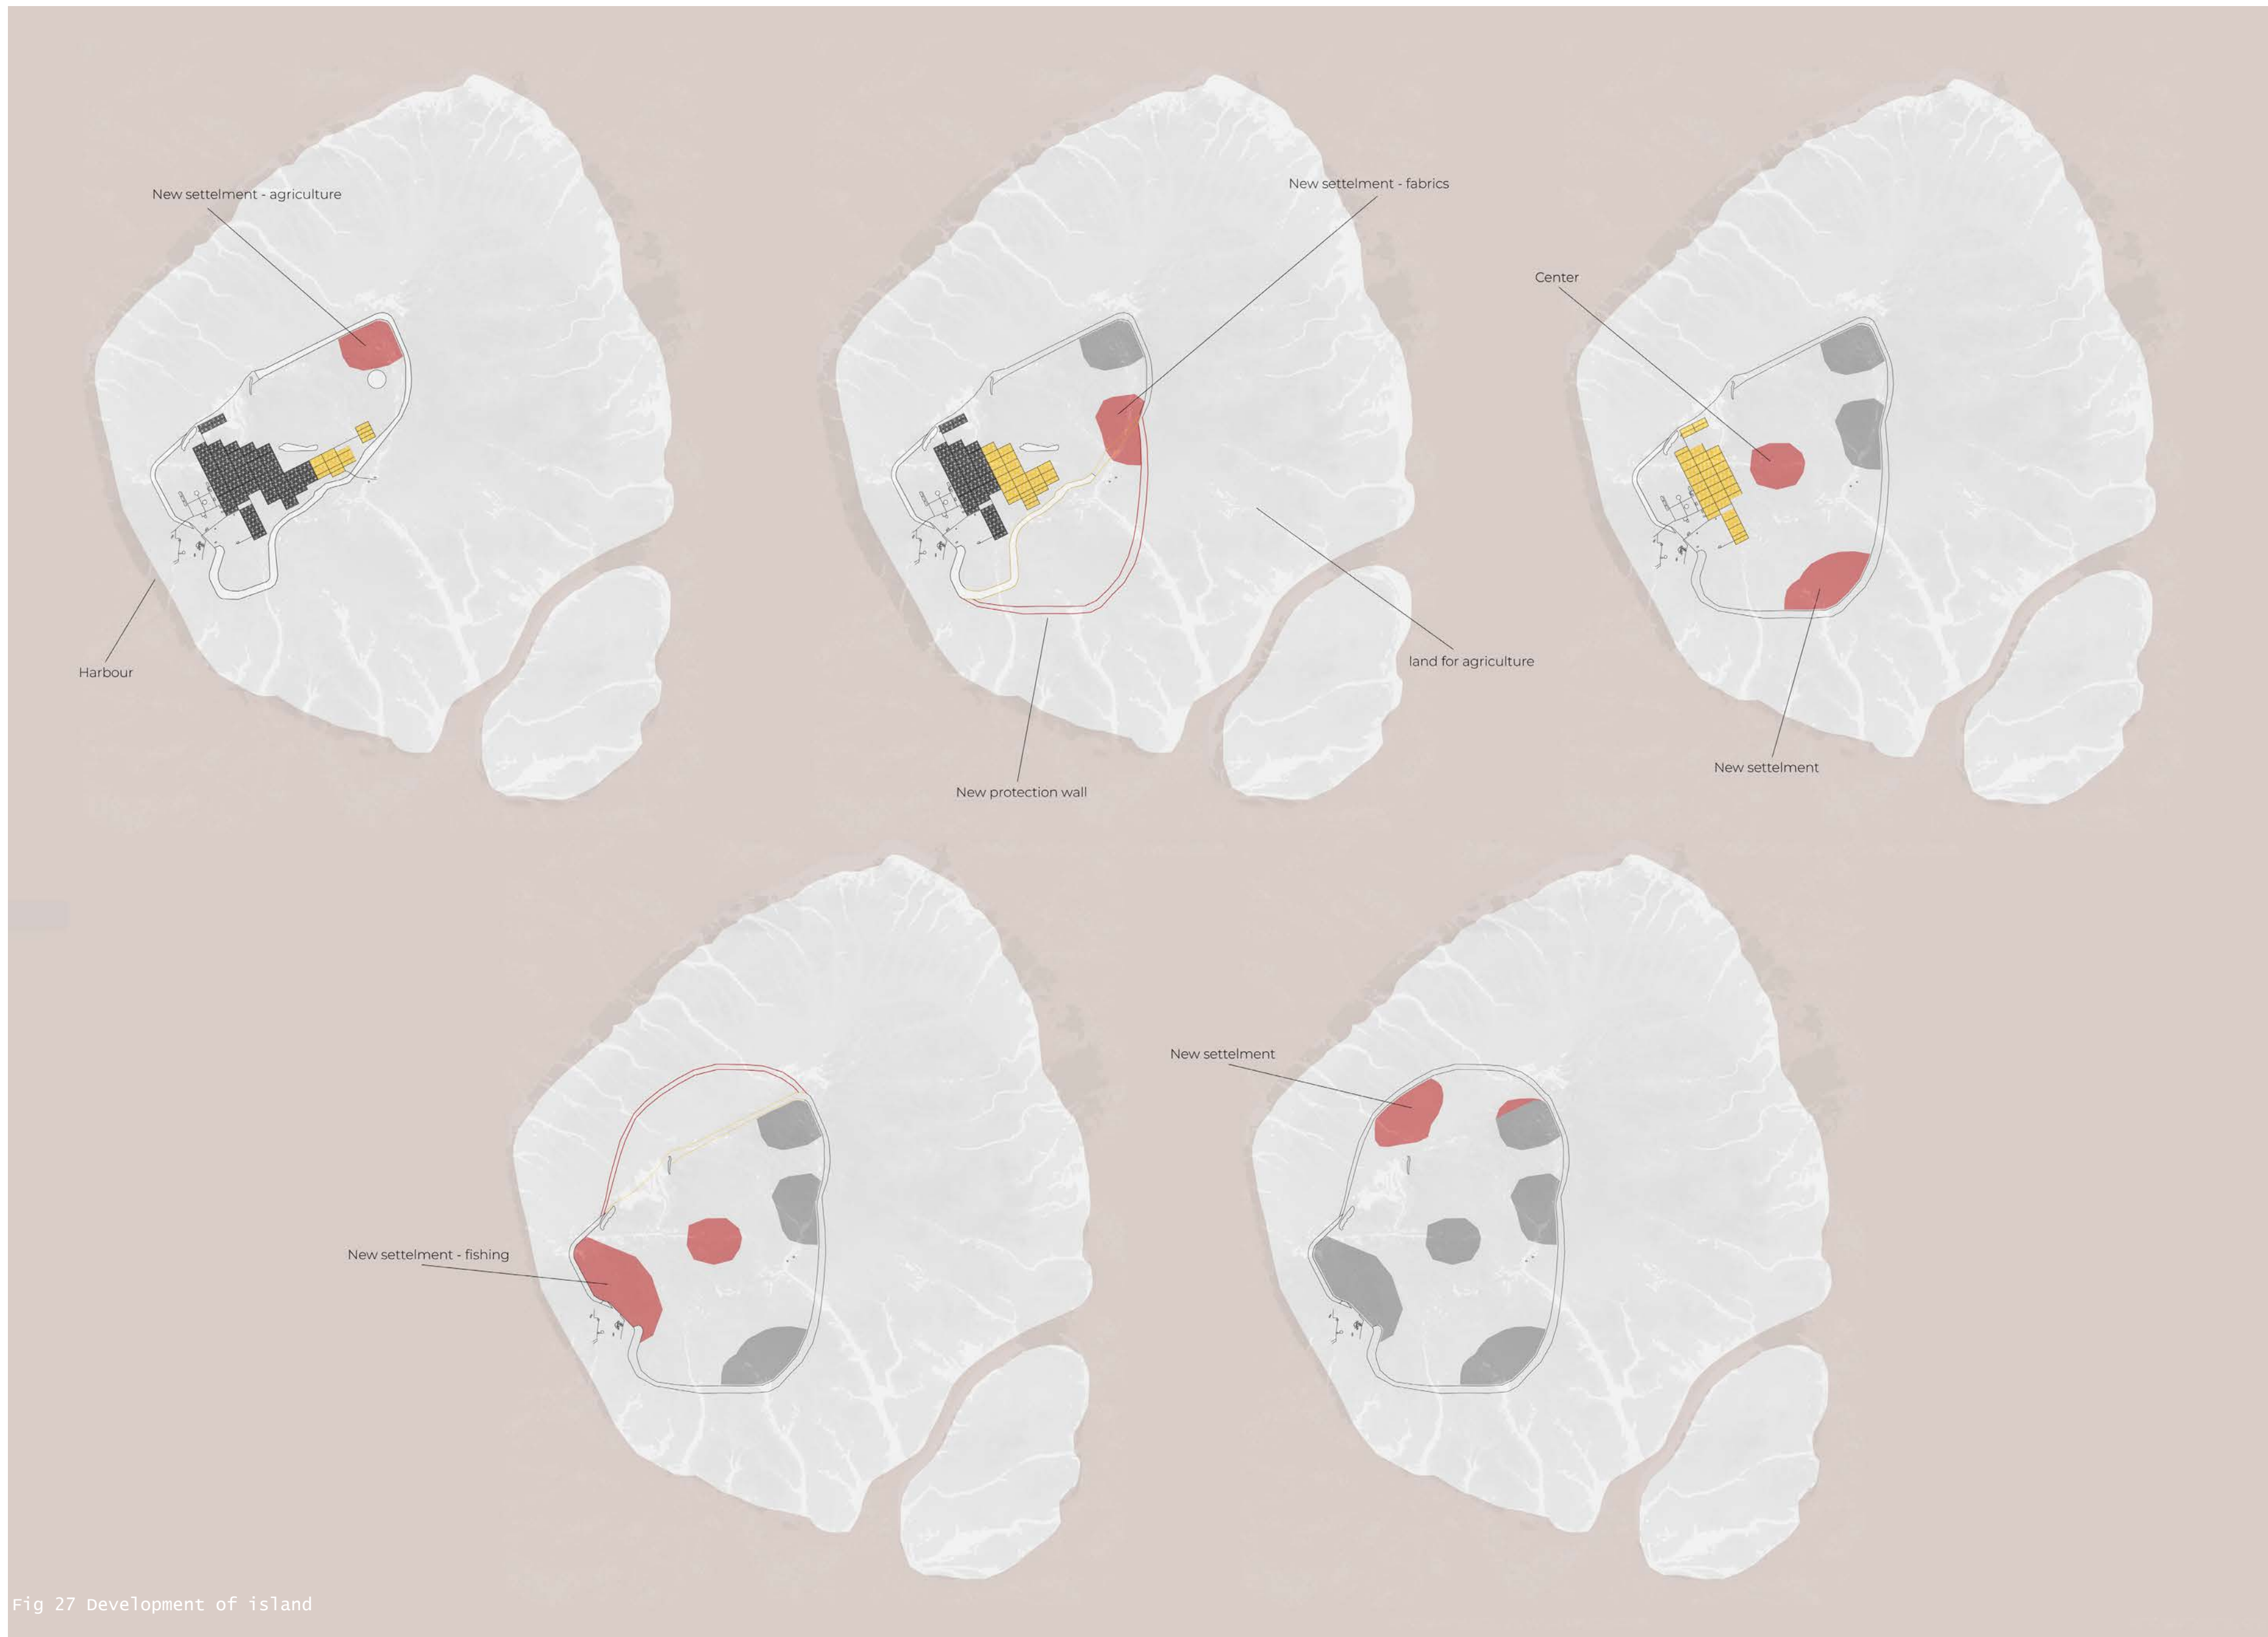 New settelment - agriculture
Harbour
New settelment - fabrics
land for agriculture
New protection wall
Center
New settelment
New settelment - fishing
New settelment
Fig 27 Development of island